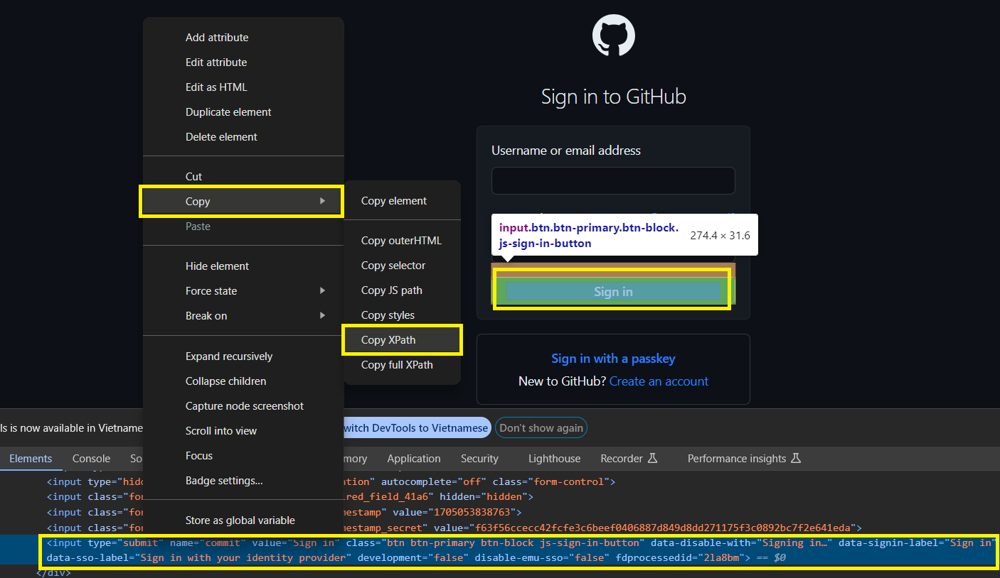 Add attribute
Edit attribute
Edit as HTML
Duplicate element
Delete element
Cut
Copy
Paste
Hide element
Force state
Break on
Expand recursively
Collapse children
Capture node screenshot
Scroll into view
Focus
Badge settings...
Store as global variable
Copy element
Copy outerHTML
Copy selector
Copy JS path
Copy styles
Copy XPath
Copy full XPath
Sign in to GitHub
Username or email address
input.btn.btn-primary.btn-block.
js-sign-in-button
274.4 × 31.6
Sign in
Sign in with a passkey
New to GitHub? Create an account
ls is now available in Vietname
witch DevTools to Vietnamese
Don't show again
Elements Console So mory Application Security Lighthouse Recorder Performance insights
<input type="hidd ation" autocomplete="off" class="form-control">
<input class="for ired_field_41a6" hidden="hidden">
<input class="for mestamp" value="1705053838763">
<input class="for mestamp_secret" value="f63f56ccecc42fcfe3c6beef0406887d849d8dd271175f3c0892bc7f2e641eda">
<input type="submit" name="commit" value="Sign in" class="btn btn-primary btn-block js-sign-in-button" data-disable-with="Signing in…" data-signin-label="Sign in"
data-sso-label="Sign in with your identity provider" development="false" disable-emu-sso="false" fdprocessedid="2la8bm"> == $0
</div>